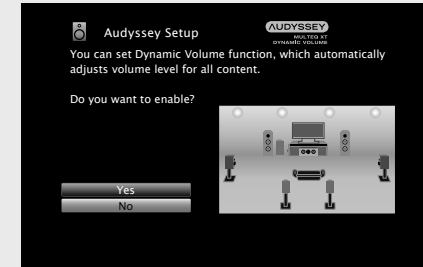 Audyssey Setup
AUDYSSEY
MULTEQ XT
DYNAMIC VOLUME
You can set Dynamic Volume function, which automatically
adjusts volume level for all content.
Do you want to enable?
Yes
No